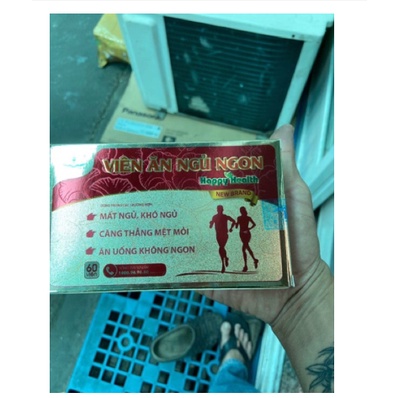 Panasonic
VIÊN ĂN NGỦ NGON
Happy Health
NEW BRAND
MẤT NGỦ, KHÓ NGỦ
CĂNG THẲNG MỆT MỎI
ĂN UỐNG KHÔNG NGON
60